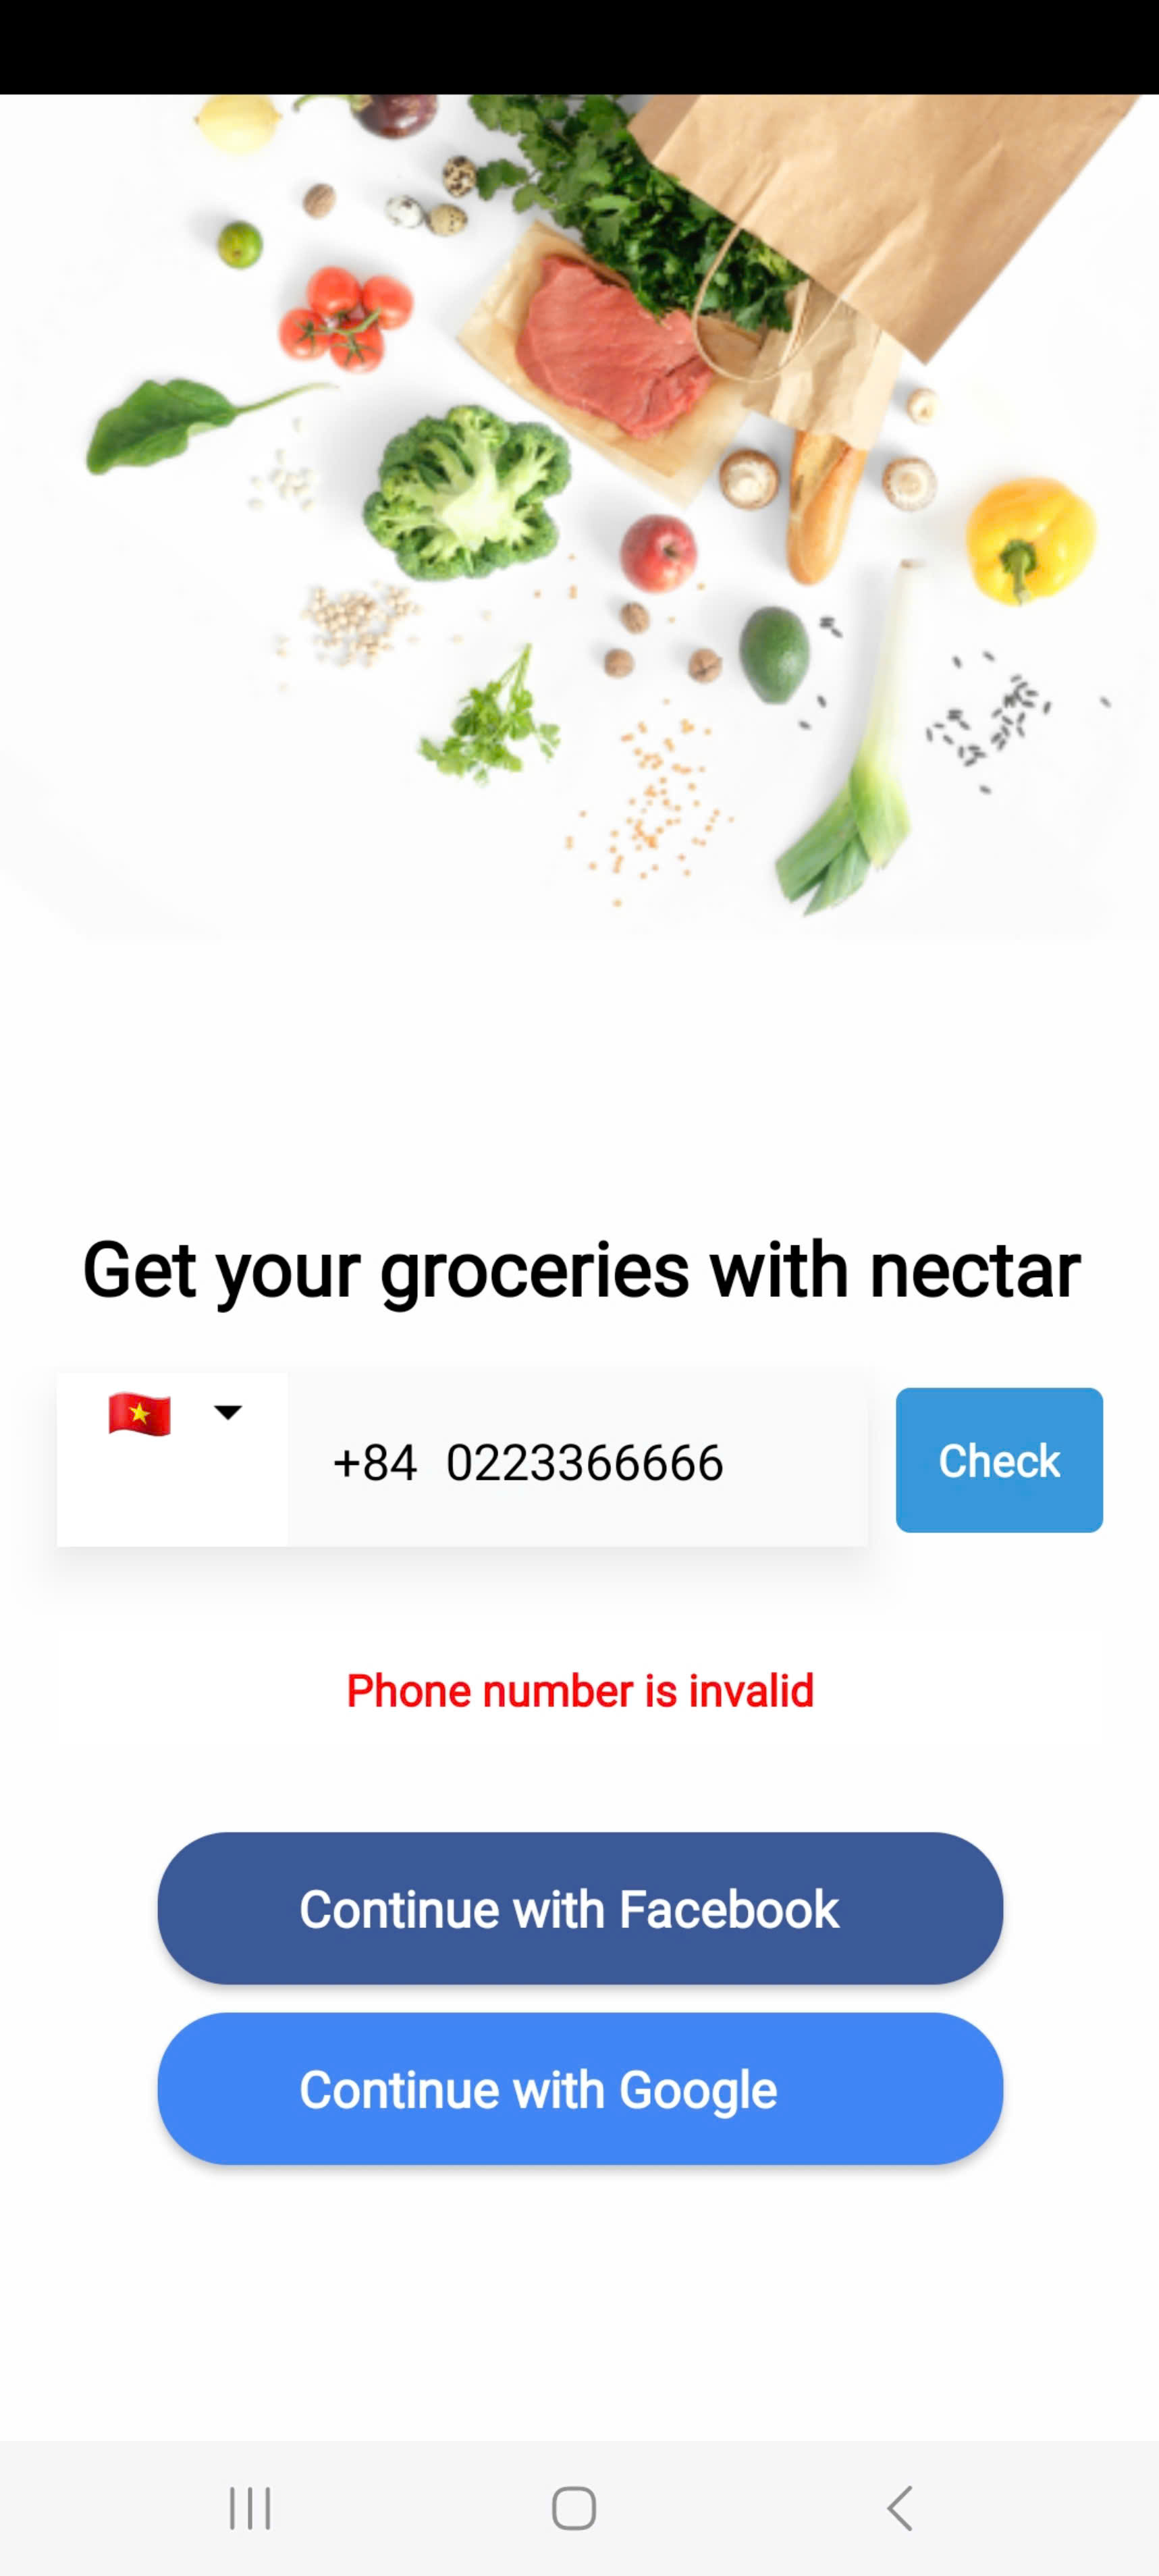 Get your groceries with nectar
+84 0223366666
Check
Phone number is invalid
Continue with Facebook
Continue with Google